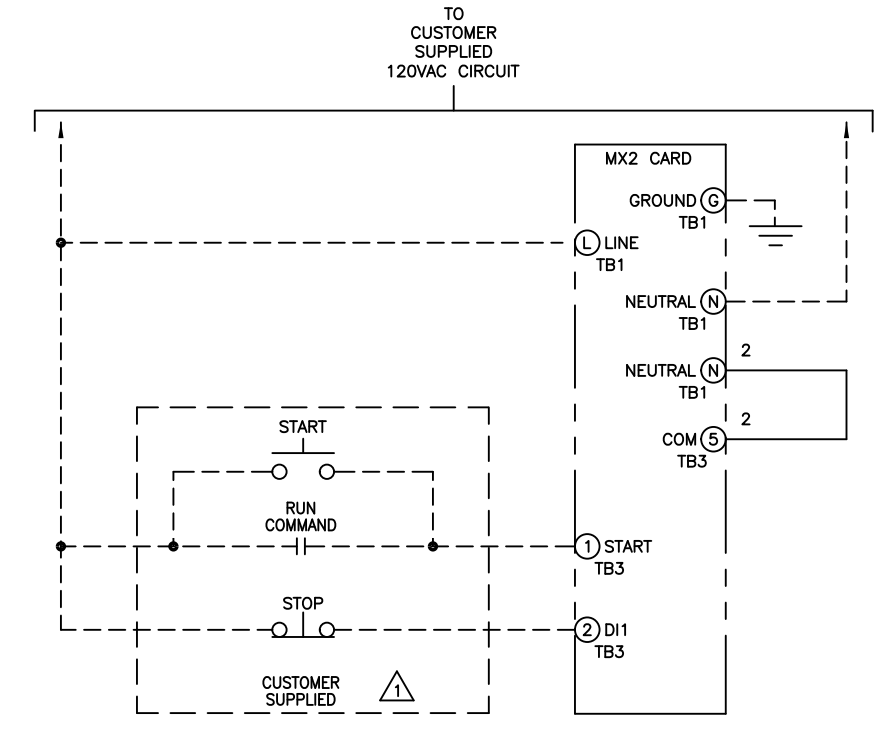 TO
CUSTOMER
SUPPLIED
120VAC CIRCUIT
MX2 CARD
GROUND G
TB1
L LINE
TB1
NEUTRAL N
TB1
2
NEUTRAL N
TB1
2
COM 5
TB3
START
RUN
COMMAND
1 START
TB3
STOP
2 DI1
TB3
CUSTOMER
SUPPLIED
1